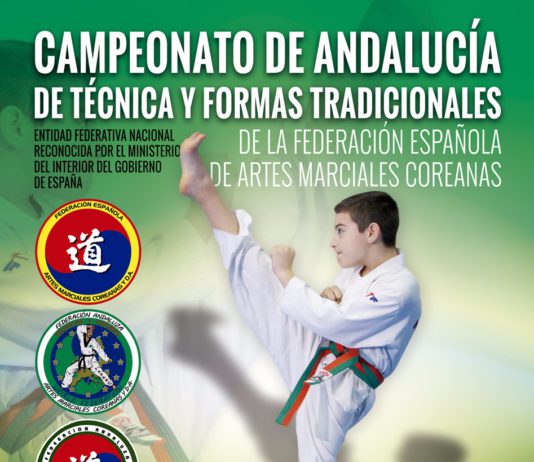 CAMPEONATO DE ANDALUCÍA
DE TÉCNICA Y FORMAS TRADICIONALES
ENTIDAD FEDERATIVA NACIONAL
RECONOCIDA POR EL MINISTERIO
DEL INTERIOR DEL GOBIERNO
DE ESPAÑA
DE LA FEDERACIÓN ESPAÑOLA
DE ARTES MARCIALES COREANAS
FEDERACIÓN ESPAÑOLA
道
ARTES MARCIALES COREANAS Y D.A.
FEDERACIÓN ANDALUZA
ARTES MARCIALES COREANAS Y D.A.
FEDERACION ANDALUZA
道